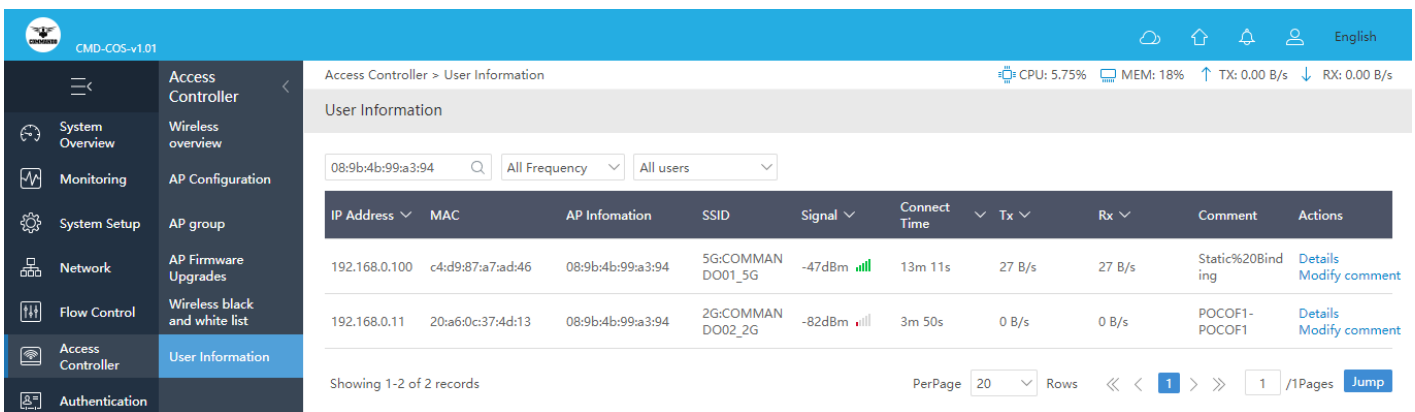 COMMANDO
CMD-COS-v1.01
English
Access Controller > User Information
CPU: 5.75% MEM: 18% TX: 0.00 B/s RX: 0.00 B/s
User Information
System Overview
Monitoring
System Setup
Network
Flow Control
Access Controller
Authentication
Access Controller
Wireless overview
AP Configuration
AP group
AP Firmware Upgrades
Wireless black and white list
User Information
08:9b:4b:99:a3:94 All Frequency All users
IP Address MAC AP Infomation SSID Signal Connect Time Tx Rx Comment Actions
192.168.0.100 c4:d9:87:a7:ad:46 08:9b:4b:99:a3:94 5G:COMMANDO01_5G -47dBm 13m 11s 27 B/s 27 B/s Static%20Binding Details Modify comment
192.168.0.11 20:a6:0c:37:4d:13 08:9b:4b:99:a3:94 2G:COMMANDO02_2G -82dBm 3m 50s 0 B/s 0 B/s POCOF1-POCOF1 Details Modify comment
Showing 1-2 of 2 records PerPage 20 Rows 1 1 /1Pages Jump